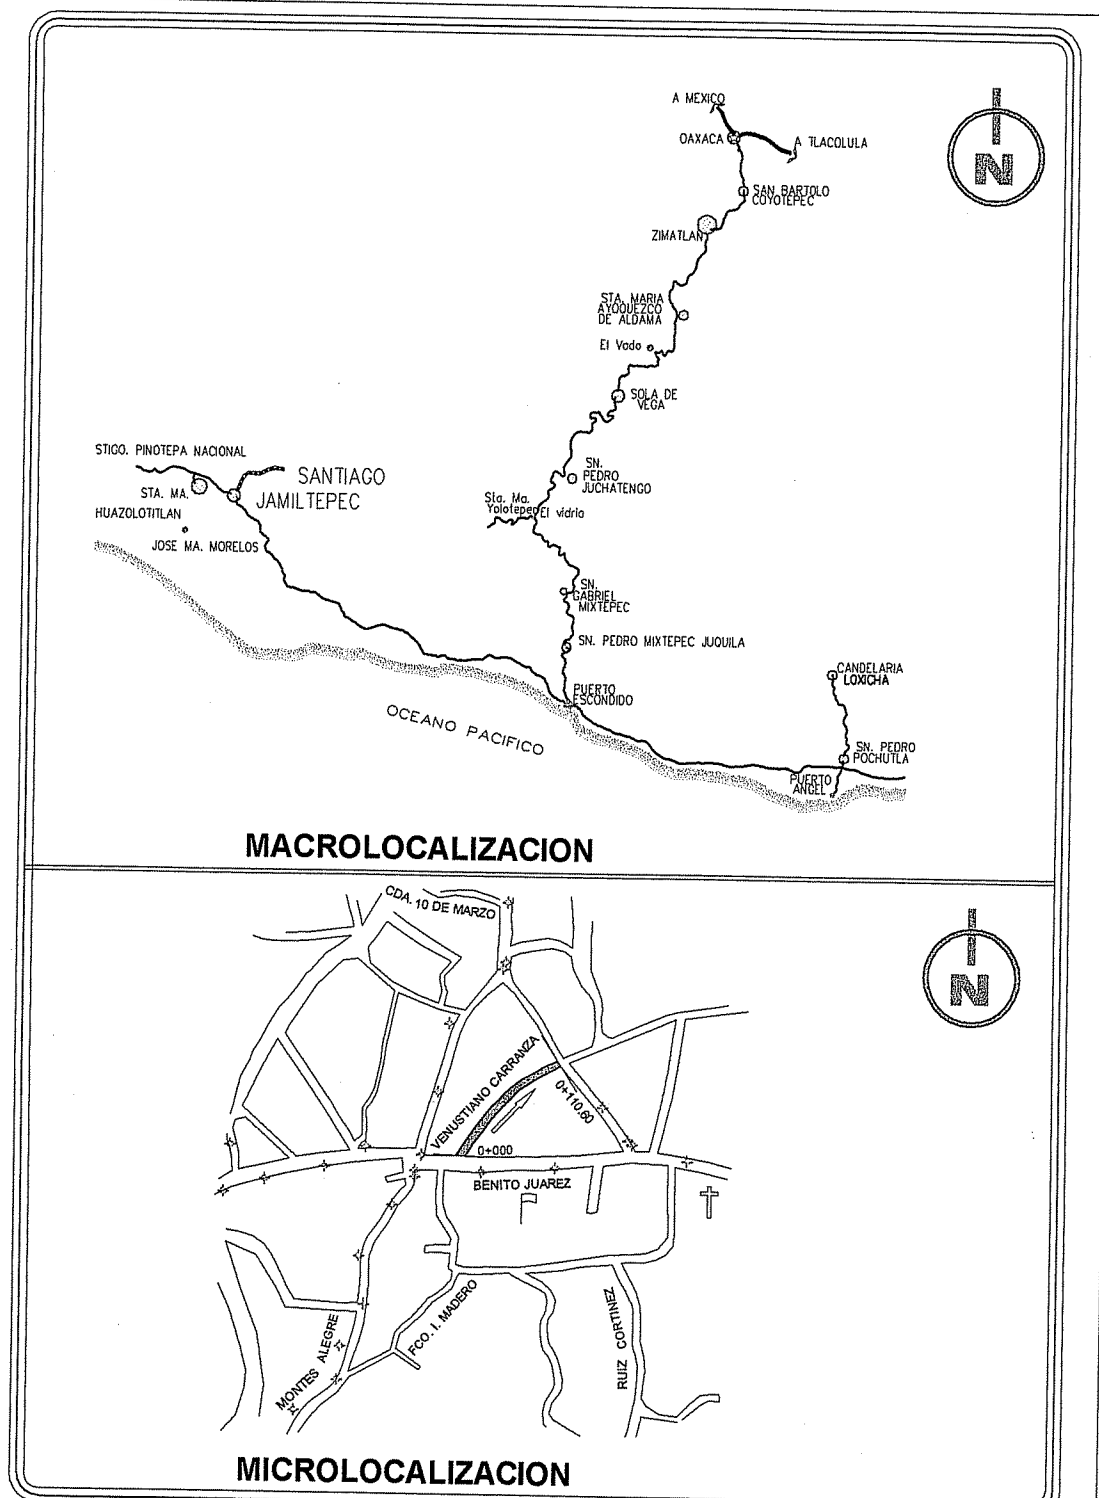 A MEXICO
OAXACA
A TLACOLULA
N
SAN BARTOLO
COYOTEPEC
ZIMATLAN
STA. MARIA
AYOQUEZCO
DE ALDAMA
El Vado
SOLA DE
VEGA
STGO. PINOTEPA NACIONAL
SANTIAGO
JAMILTEPEC
STA. MA.
HUAZOLOTITLAN
JOSE MA. MORELOS
SN.
PEDRO
JUCHATENGO
Sta. Ma.
Yolotepec
El vidrio
SN.
GABRIEL
MIXTEPEC
SN. PEDRO MIXTEPEC JUQUILA
PUERTO
ESCONDIDO
CANDELARIA
LOXICHA
OCEANO PACIFICO
SN. PEDRO
POCHUTLA
PUERTO
ANGEL
MACROLOCALIZACION
CDA. 10 DE MARZO
N
VENUSTIANO CARRANZA
0+110.60
0+000
BENITO JUAREZ
FCO. I. MADERO
MONTES ALEGRE
RUIZ CORTINEZ
MICROLOCALIZACION